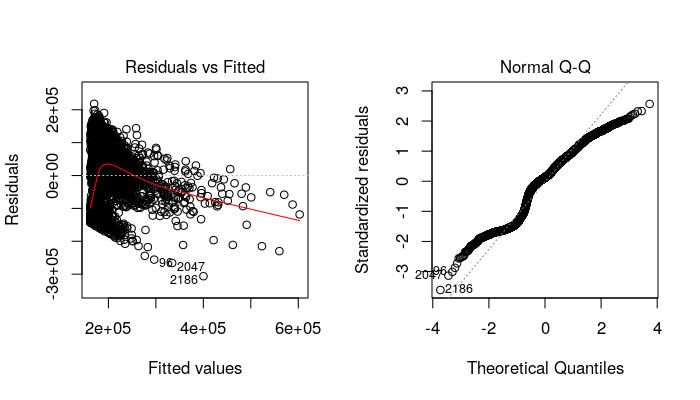 Residuals vs Fitted
Residuals
-3e+05
0e+00
2e+05
2e+05
4e+05
6e+05
Fitted values
96
2047
2186
Normal Q-Q
Standardized residuals
-3
-2
-1
0
1
2
3
-4
-2
0
2
4
Theoretical Quantiles
96
2047
2186